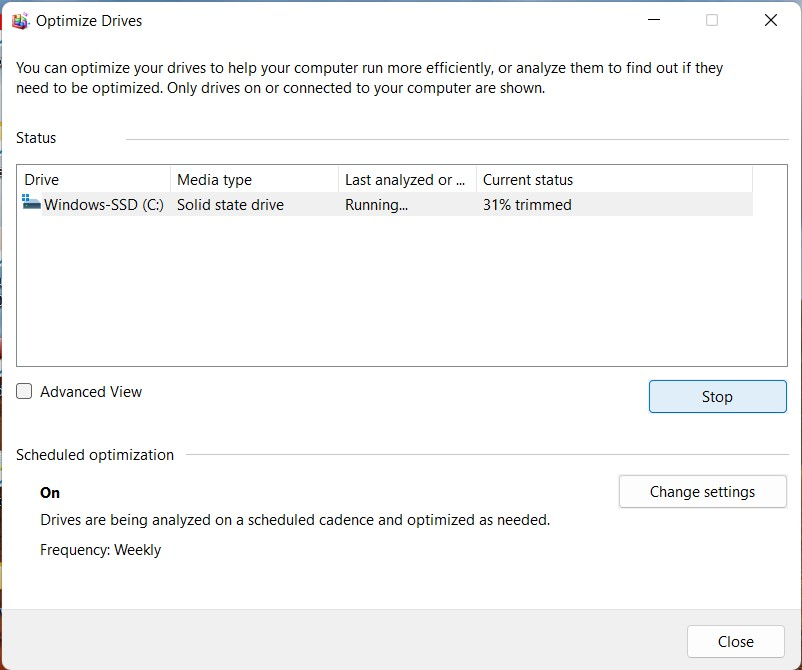 Optimize Drives
You can optimize your drives to help your computer run more efficiently, or analyze them to find out if they
need to be optimized. Only drives on or connected to your computer are shown.
Status
Drive Media type Last analyzed or ... Current status
Windows-SSD (C:) Solid state drive Running... 31% trimmed
Advanced View
Stop
Scheduled optimization
On
Change settings
Drives are being analyzed on a scheduled cadence and optimized as needed.
Frequency: Weekly
Close